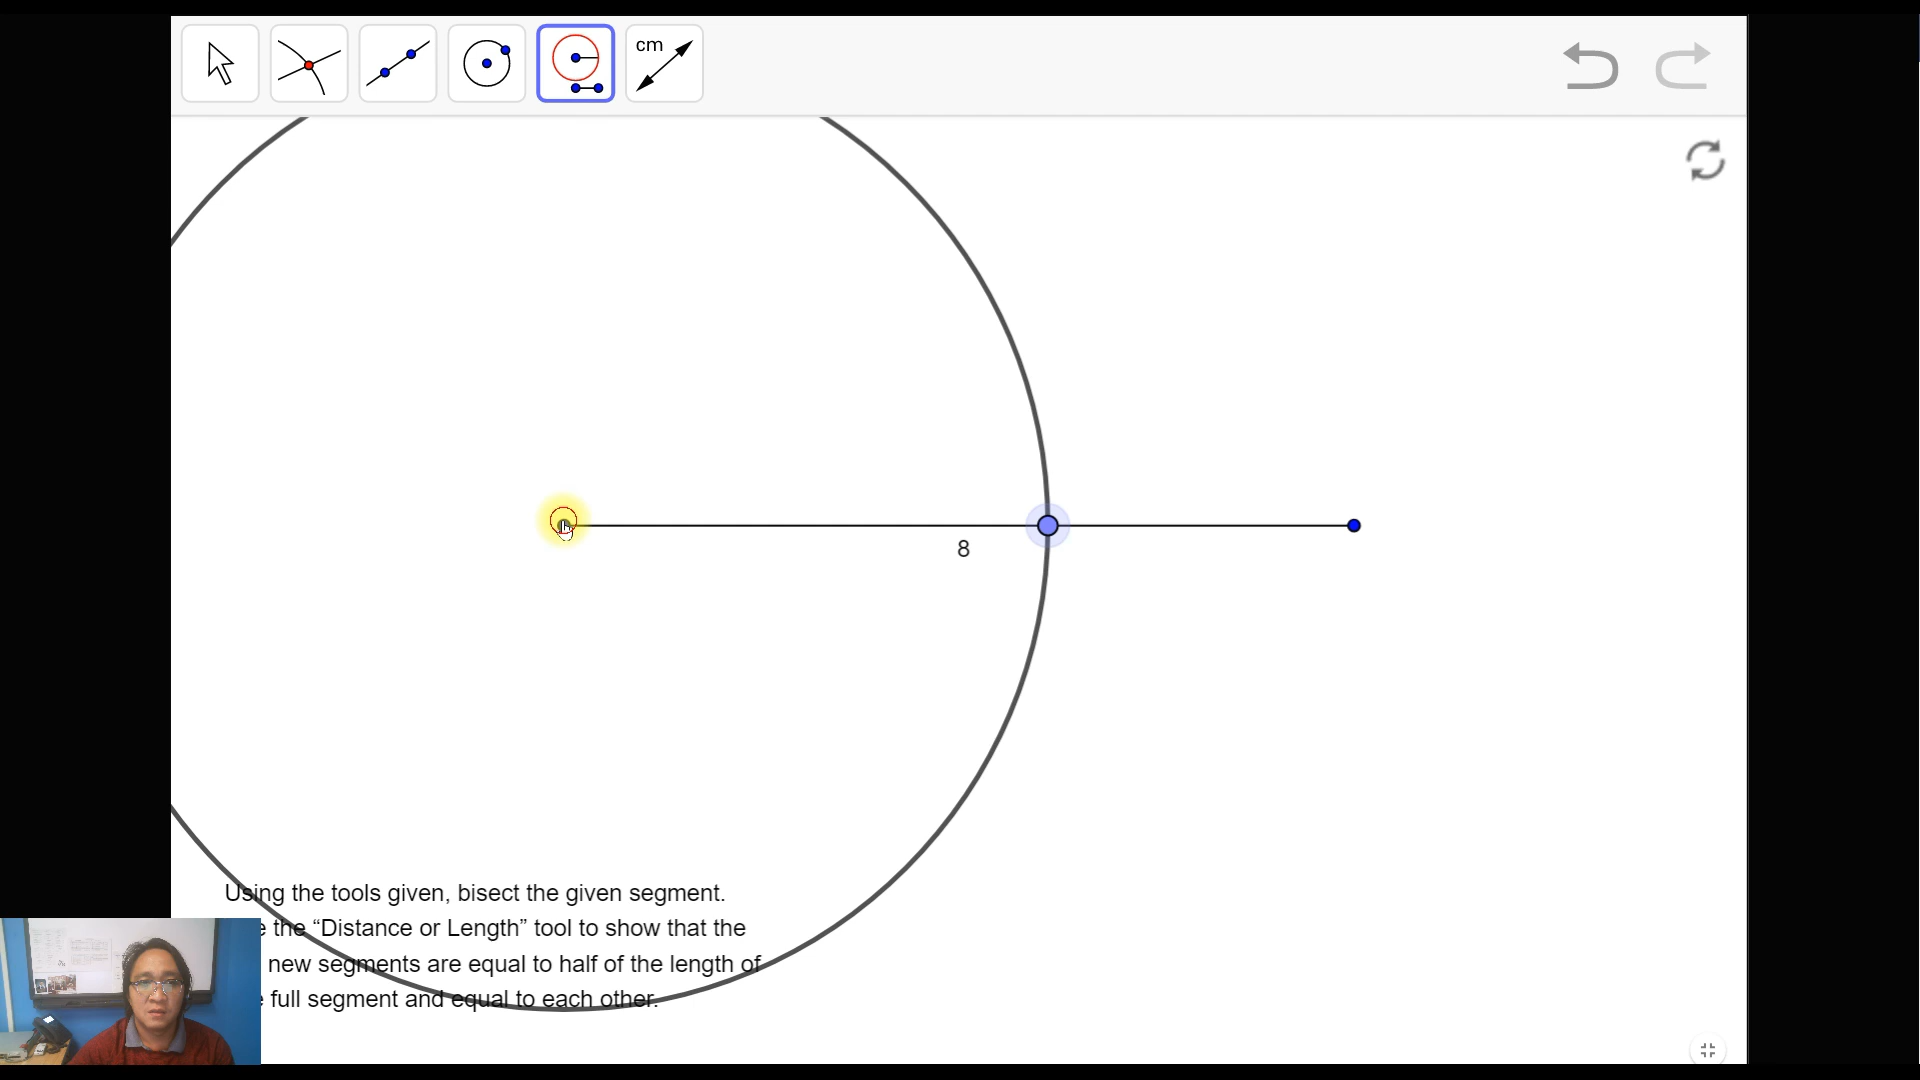 cm
8
Using the tools given, bisect the given segment.
the “Distance or Length” tool to show that the
new segments are equal to half of the length of
full segment and equal to each other.